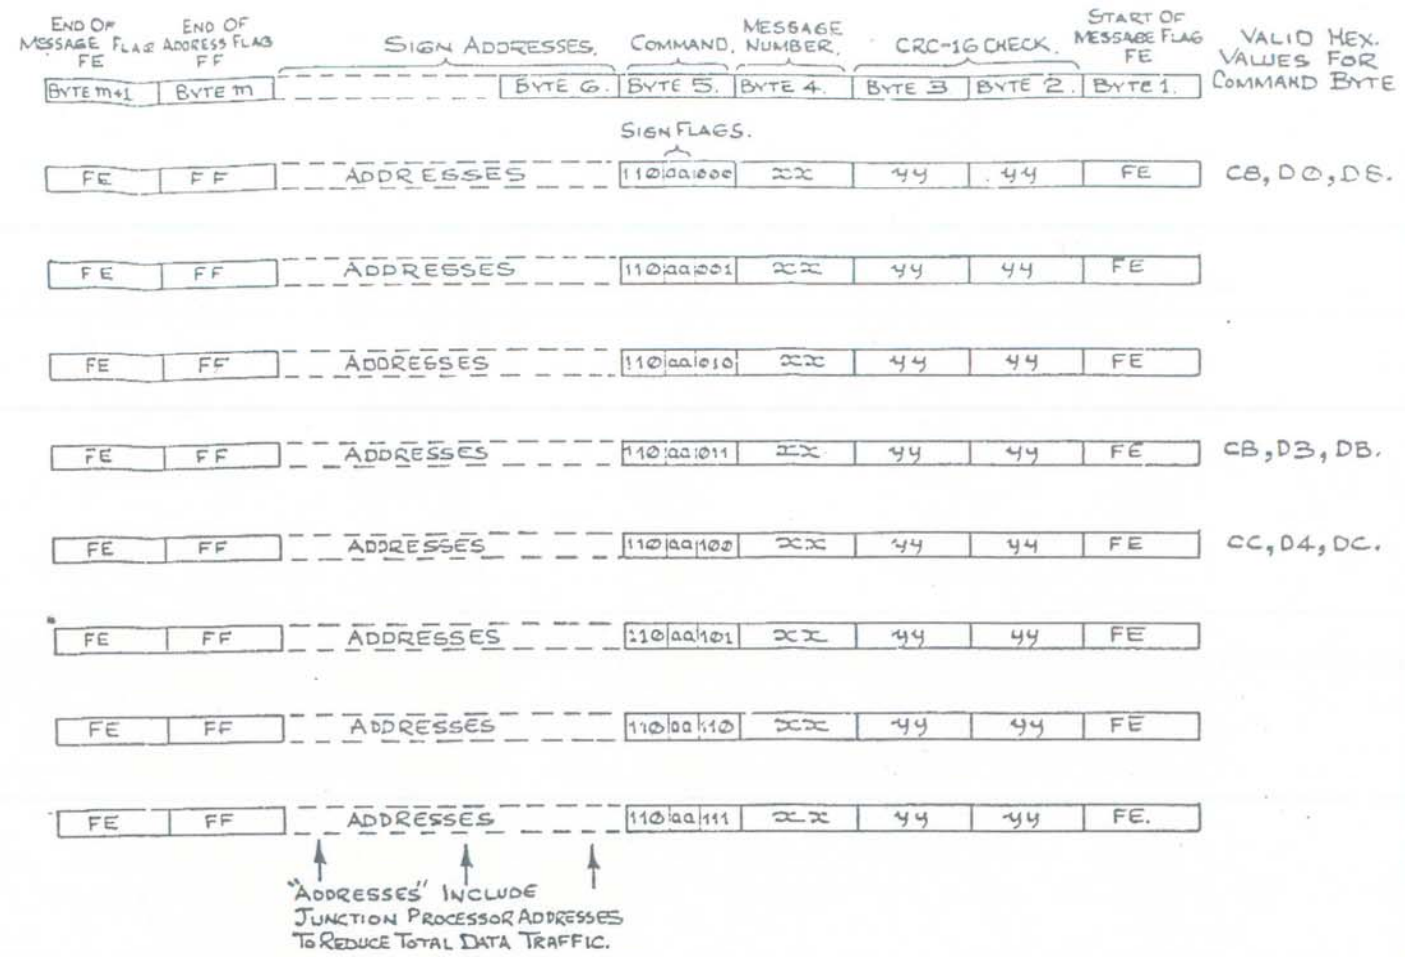 END OF MESSAGE FLAG FE
END OF ADDRESS FLAG FF
SIGN ADDRESSES.
COMMAND.
MESSAGE NUMBER.
CRC-16 CHECK.
START OF MESSAGE FLAG FE
VALID HEX. VALUES FOR COMMAND BYTE
BYTE m+1 BYTE m BYTE 6. BYTE 5. BYTE 4. BYTE 3 BYTE 2. BYTE 1.
SIGN FLAGS.
FE FF ADDRESSES 110 aa 000 xx yy yy FE C8, D0, D8.
FE FF ADDRESSES 110 aa 001 xx yy yy FE
FE FF ADDRESSES 110 aa 010 xx yy yy FE
FE FF ADDRESSES 110 aa 011 xx yy yy FE CB, D3, DB.
FE FF ADDRESSES 110 aa 100 xx yy yy FE CC, D4, DC.
FE FF ADDRESSES 110 aa 101 xx yy yy FE
FE FF ADDRESSES 110 aa 110 xx yy yy FE
FE FF ADDRESSES 110 aa 111 xx yy yy FE.
"ADDRESSES" INCLUDE
JUNCTION PROCESSOR ADDRESSES
TO REDUCE TOTAL DATA TRAFFIC.